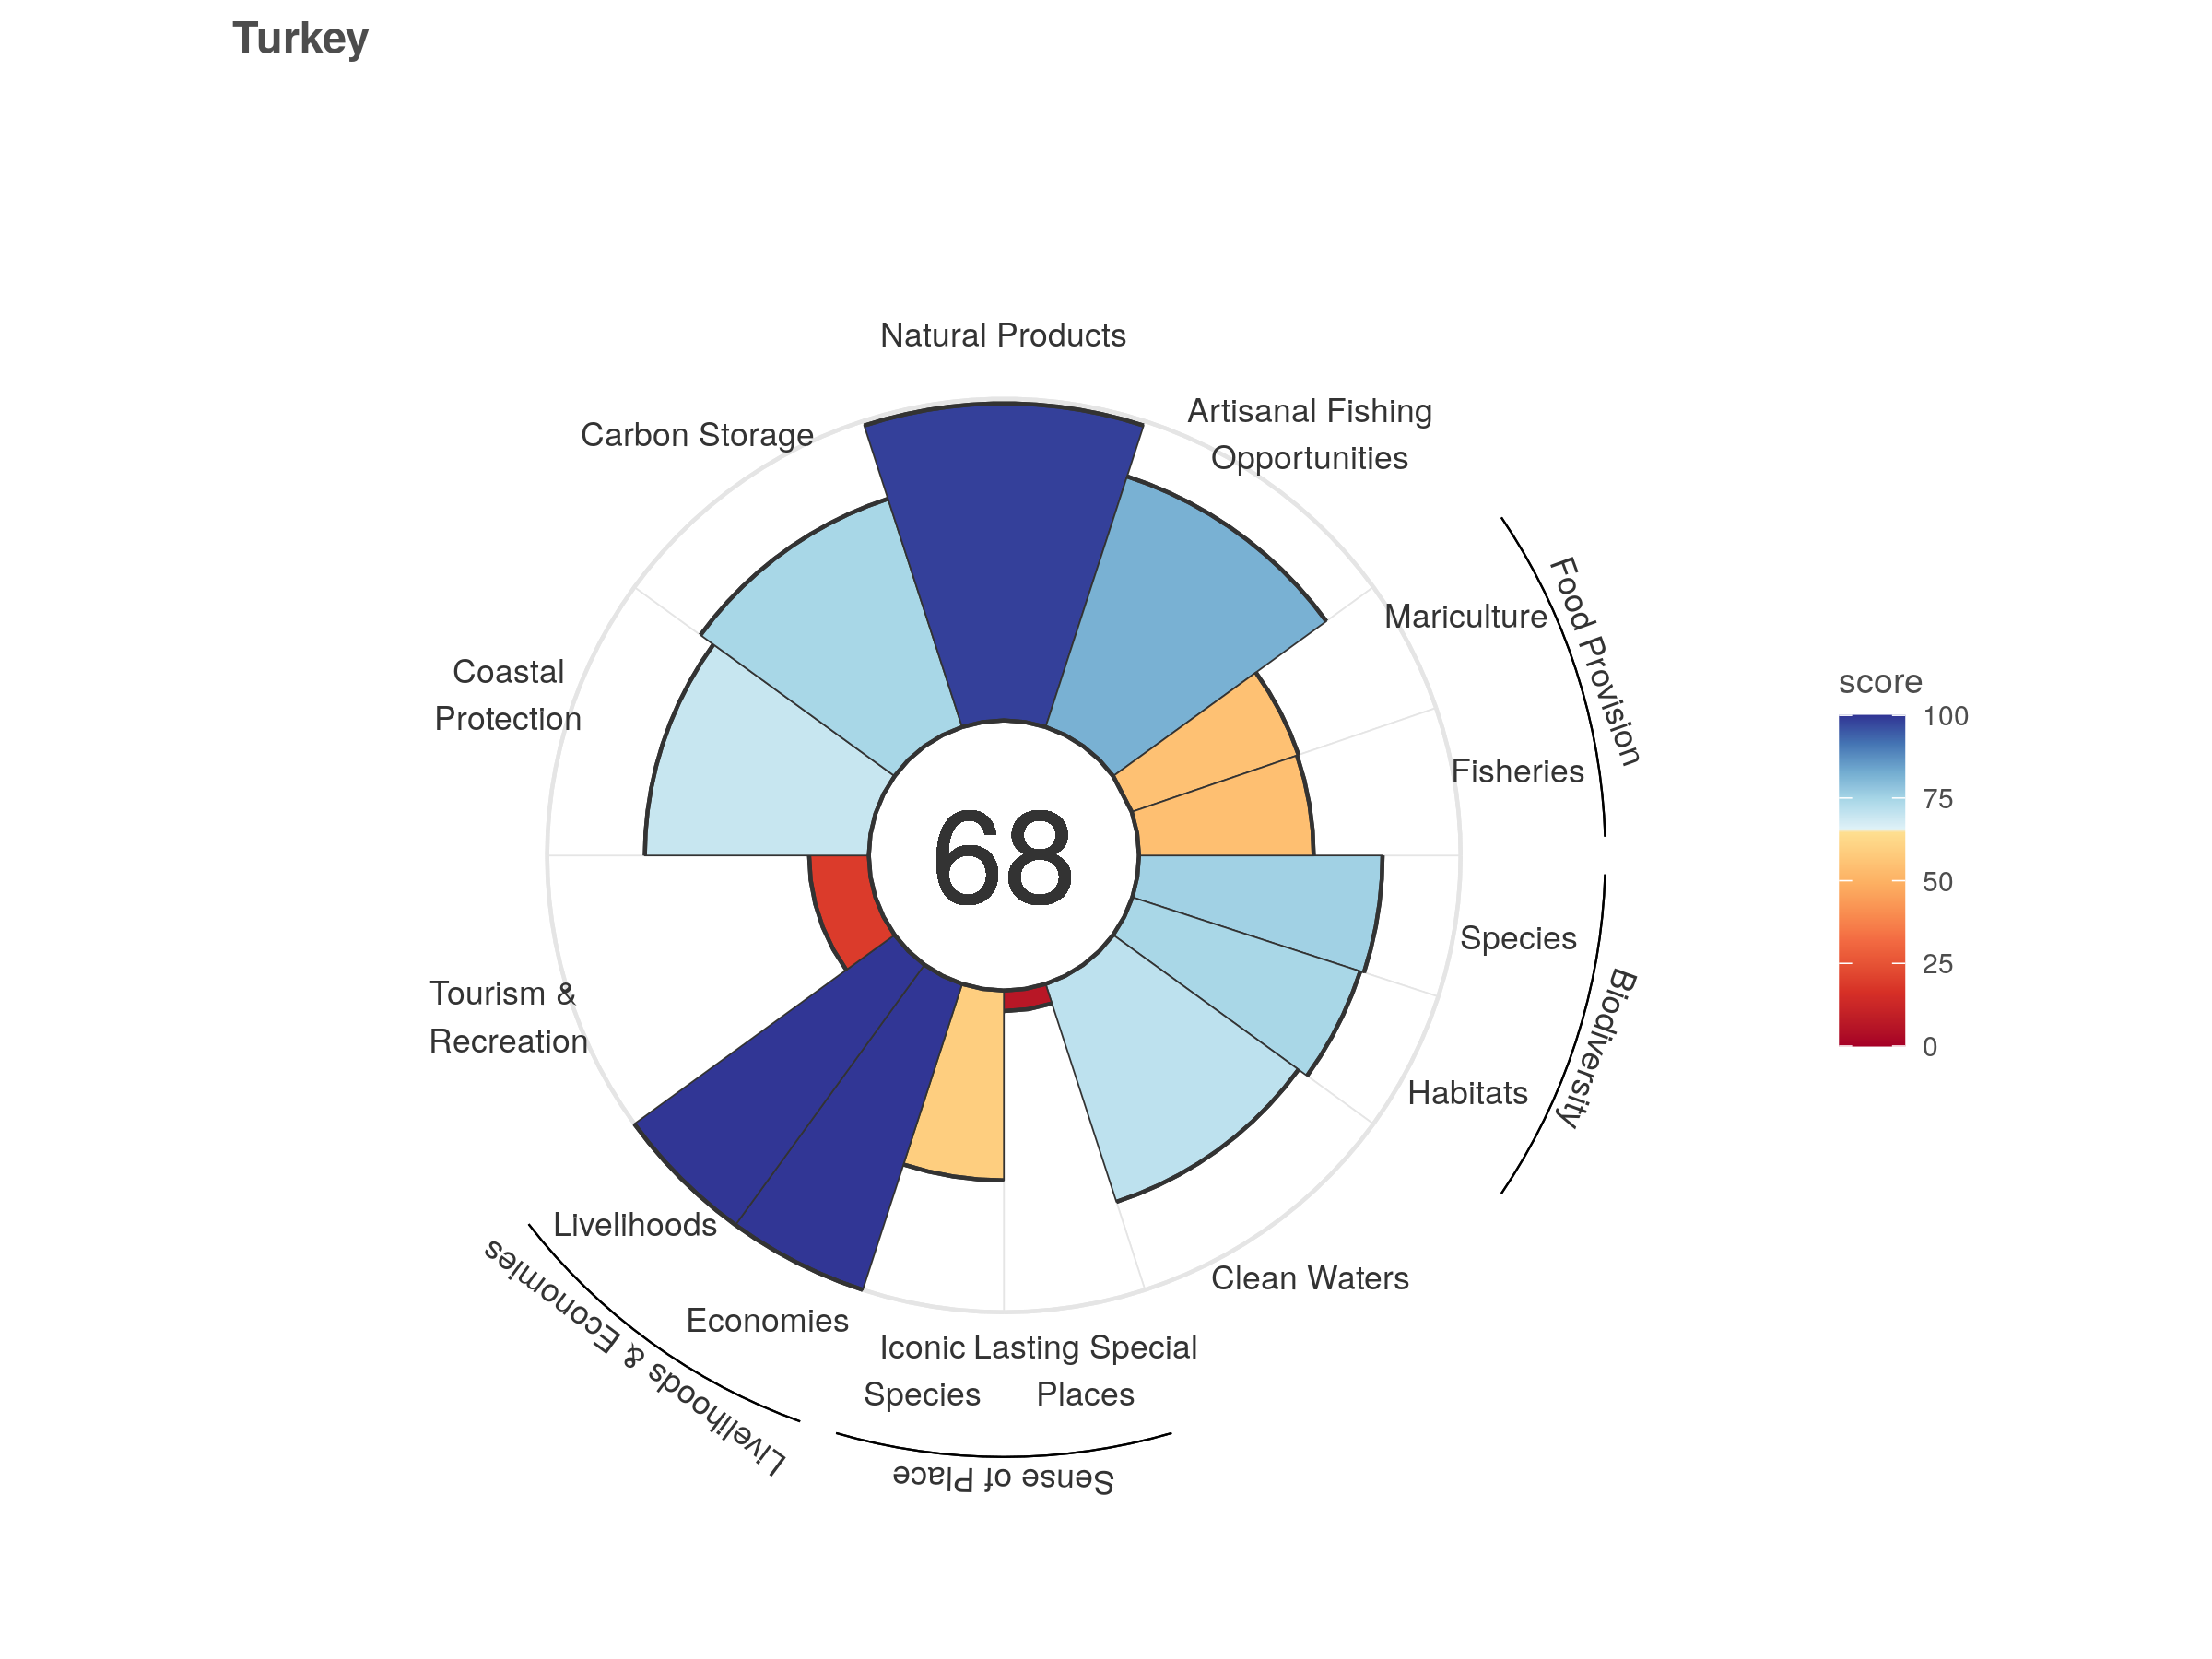 Turkey
Natural Products
Artisanal Fishing
Opportunities
Carbon Storage
Mariculture
Food Provision
Coastal
Protection
Fisheries
68
Species
Biodiversity
Tourism &
Recreation
Habitats
Clean Waters
Livelihoods
Economies
Livelihoods & Economies
Iconic
Species
Lasting Special
Places
Sense of Place
score
100
75
50
25
0